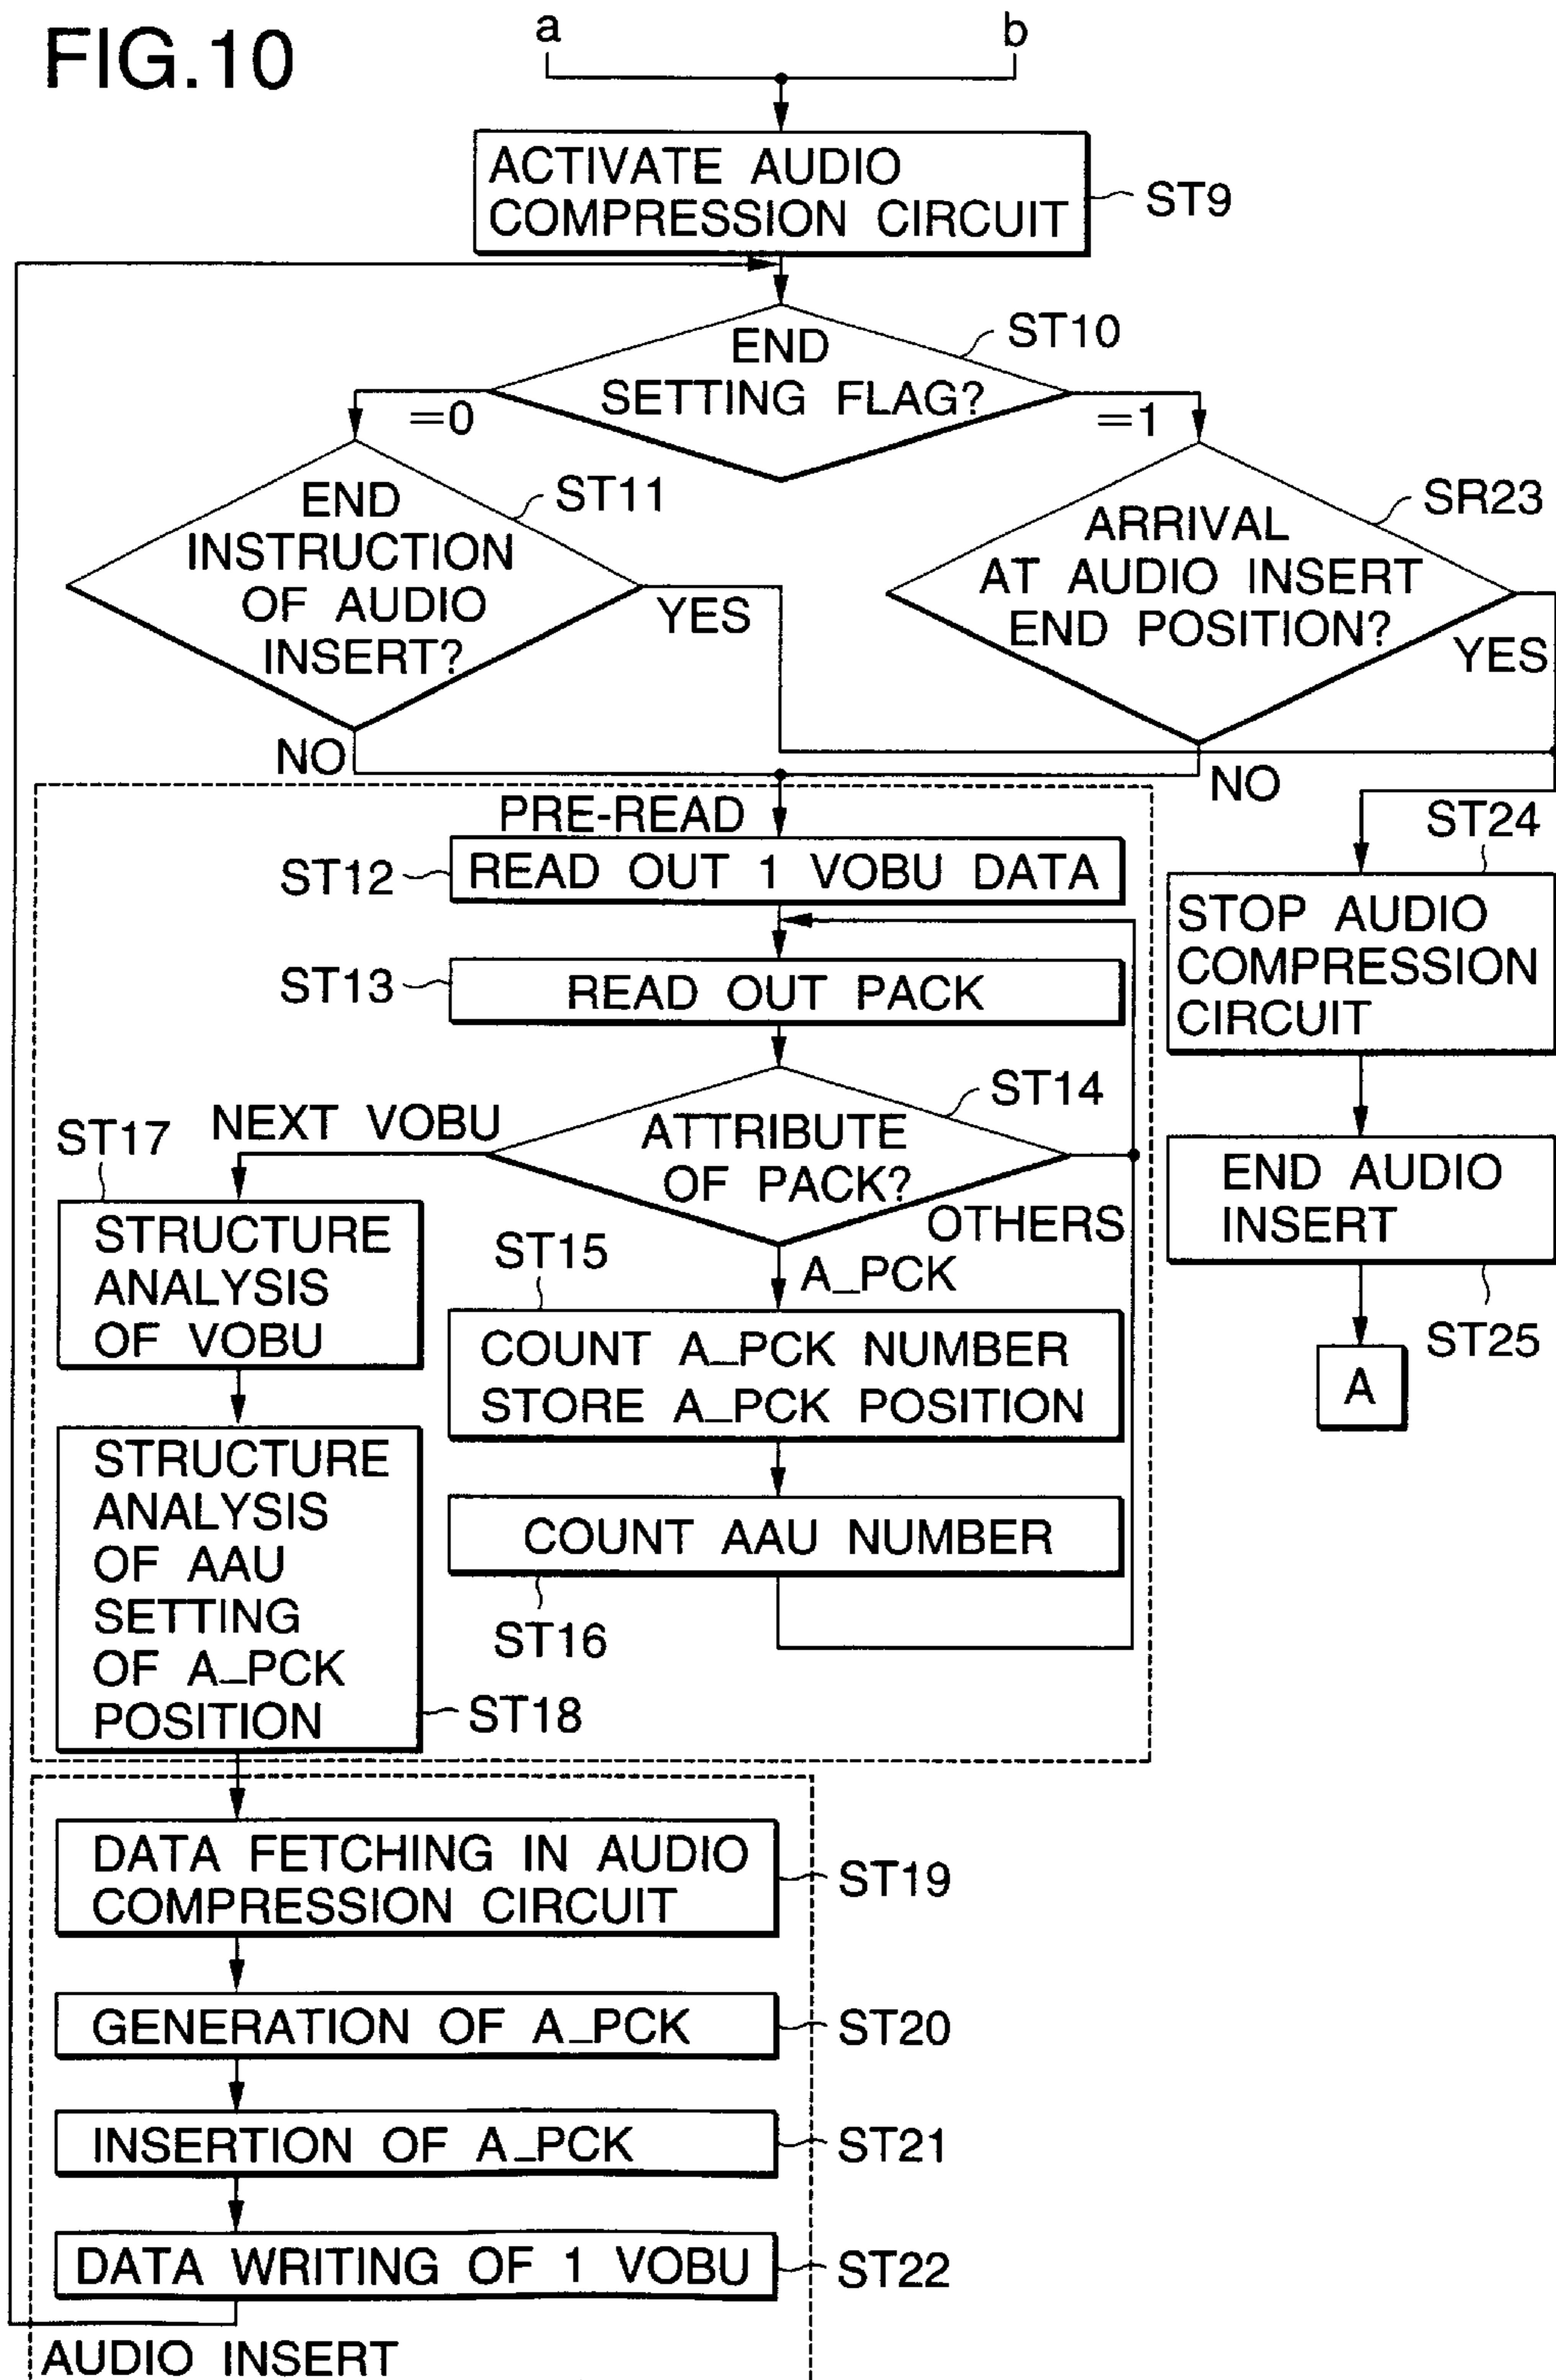 FIG.10
a
b
ACTIVATE AUDIO
COMPRESSION CIRCUIT
ST9
END
SETTING FLAG?
ST10
=0
=1
END
INSTRUCTION
OF AUDIO
INSERT?
ST11
YES
NO
ARRIVAL
AT AUDIO INSERT
END POSITION?
SR23
YES
NO
PRE-READ
ST12
READ OUT 1 VOBU DATA
ST13
READ OUT PACK
ATTRIBUTE
OF PACK?
ST14
NEXT VOBU
OTHERS
A_PCK
ST17
STRUCTURE
ANALYSIS
OF VOBU
ST15
COUNT A_PCK NUMBER
STORE A_PCK POSITION
COUNT AAU NUMBER
ST16
STRUCTURE
ANALYSIS
OF AAU
SETTING
OF A_PCK
POSITION
ST18
ST24
STOP AUDIO
COMPRESSION
CIRCUIT
END AUDIO
INSERT
ST25
A
DATA FETCHING IN AUDIO
COMPRESSION CIRCUIT
ST19
GENERATION OF A_PCK
ST20
INSERTION OF A_PCK
ST21
DATA WRITING OF 1 VOBU
ST22
AUDIO INSERT